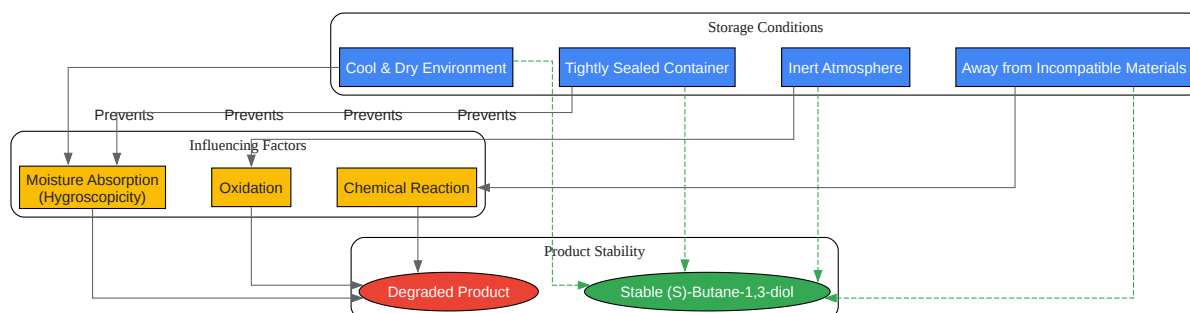 Storage Conditions
Cool & Dry Environment
Tightly Sealed Container
Inert Atmosphere
Away from Incompatible Materials
Prevents
Prevents
Prevents
Prevents
Influencing Factors
Moisture Absorption
(Hygroscopicity)
Oxidation
Chemical Reaction
Product Stability
Degraded Product
Stable (S)-Butane-1,3-diol